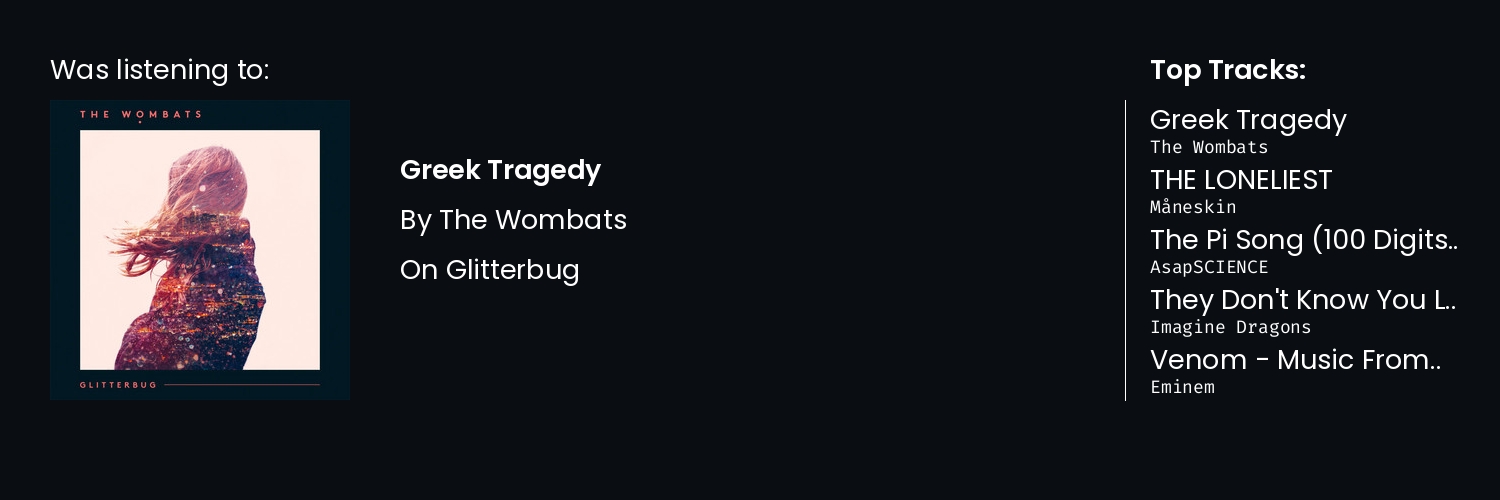 Was listening to:
THE WOMBATS
GLITTERBUG
Greek Tragedy
By The Wombats
On Glitterbug
Top Tracks:
Greek Tragedy
The Wombats
THE LONELIEST
Måneskin
The Pi Song (100 Digits..
AsapSCIENCE
They Don't Know You L..
Imagine Dragons
Venom - Music From..
Eminem